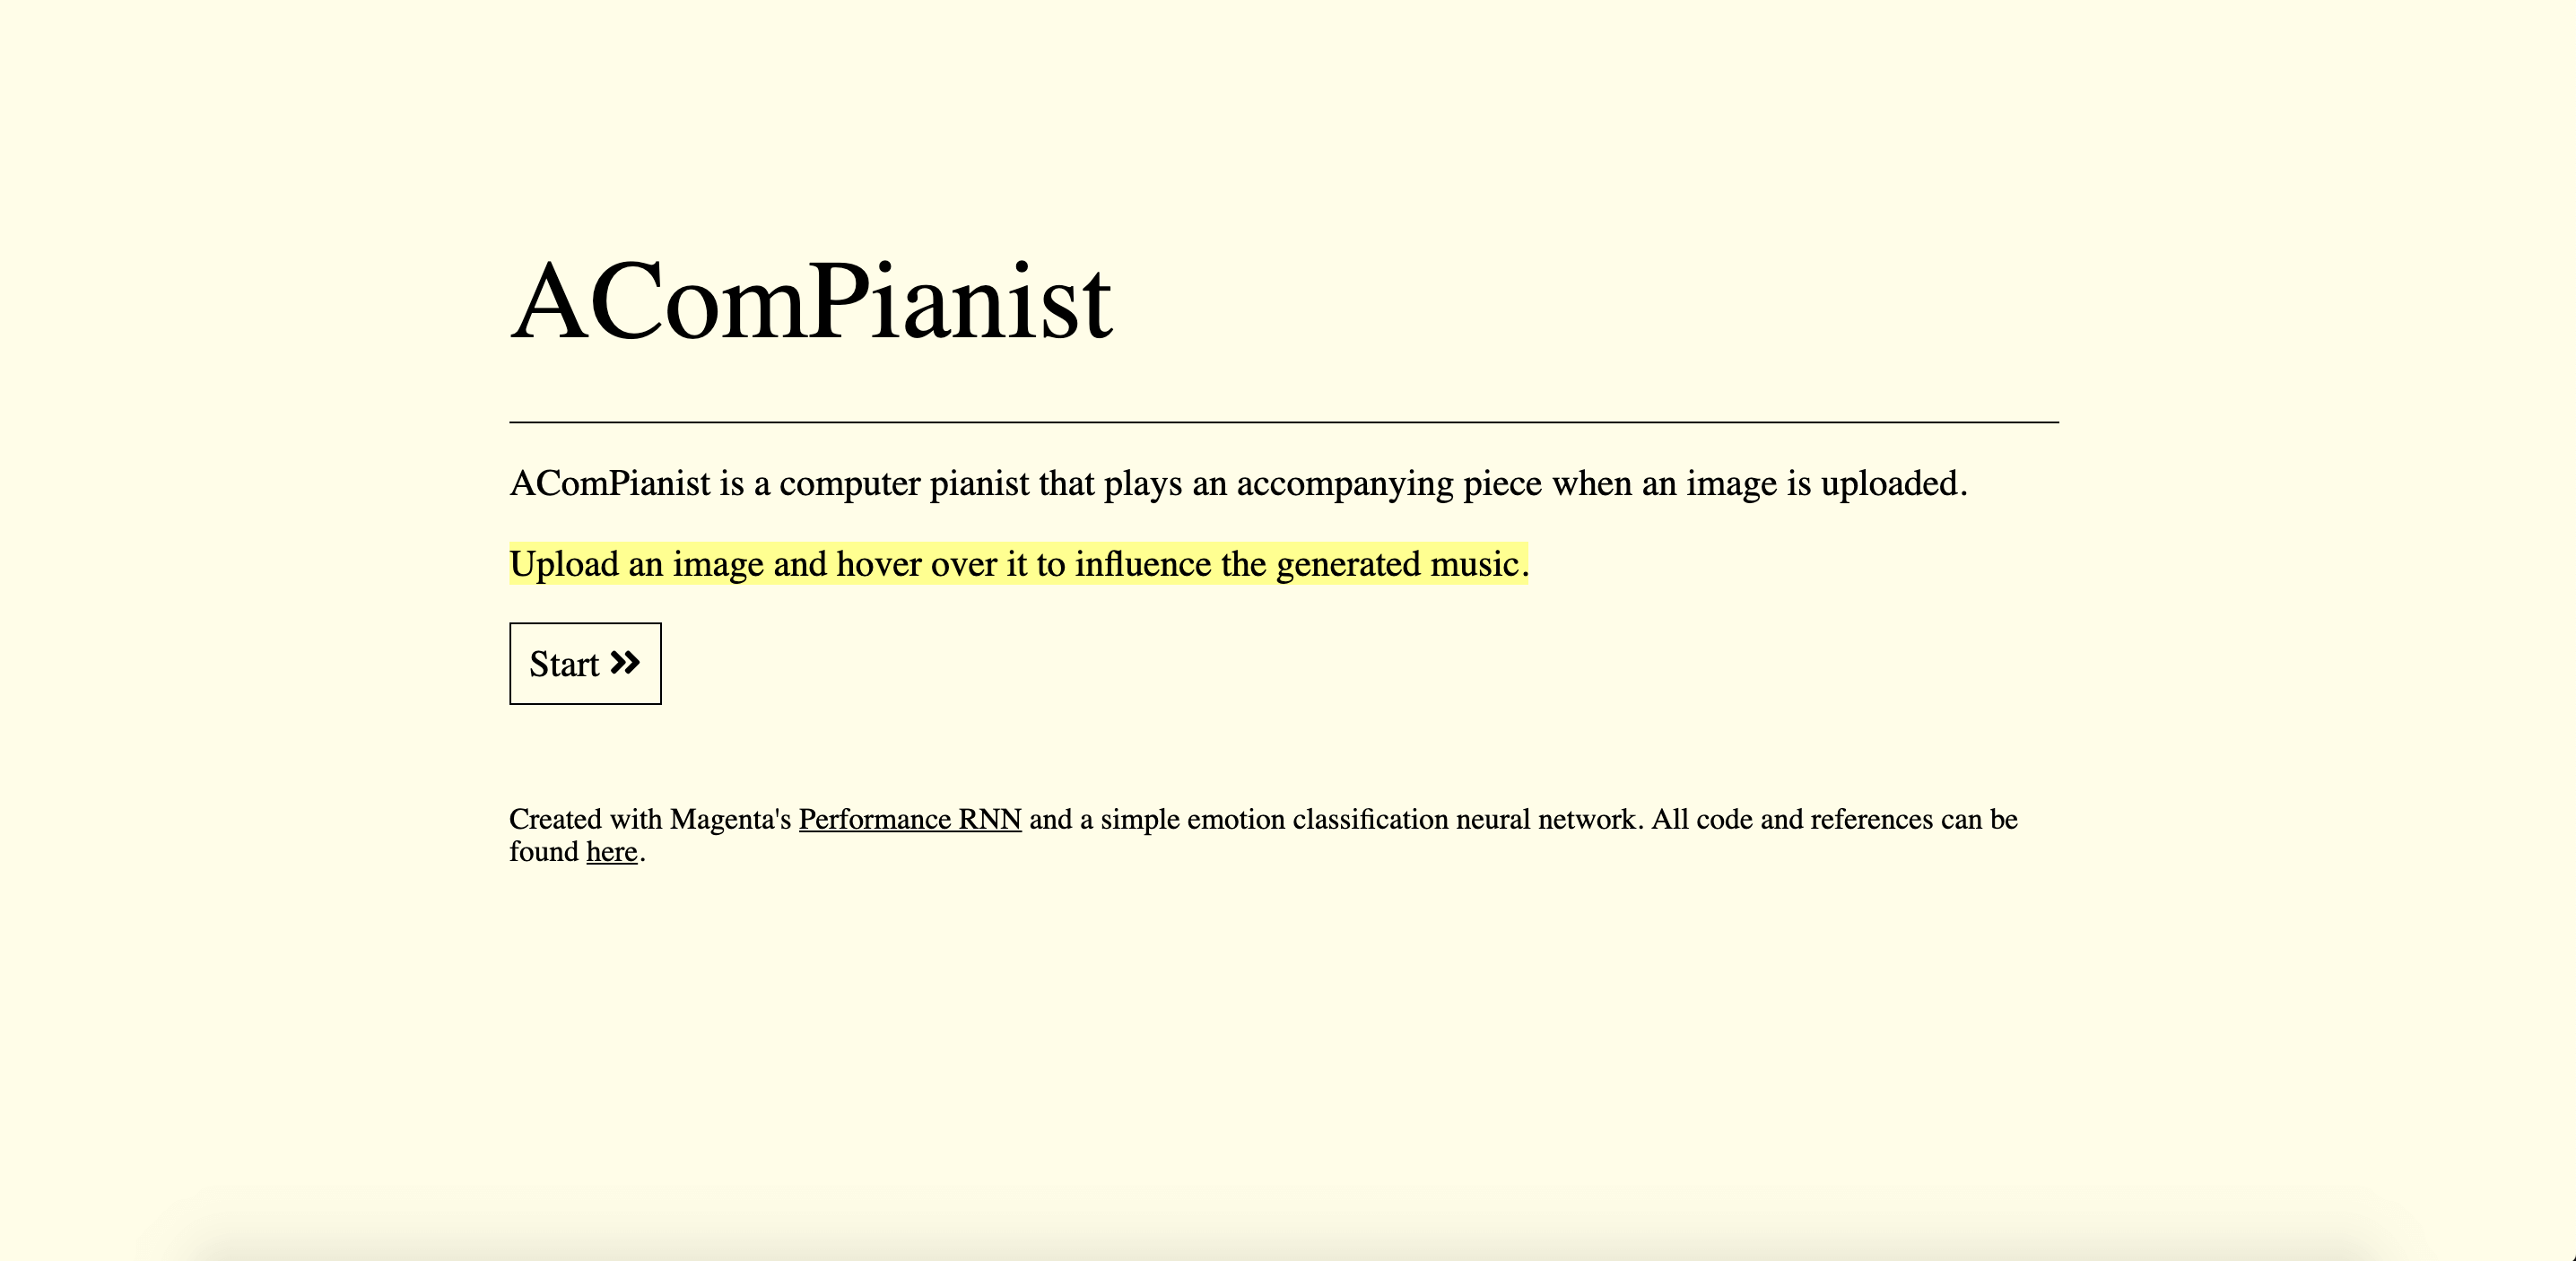 AComPianist
AComPianist is a computer pianist that plays an accompanying piece when an image is uploaded.
Upload an image and hover over it to influence the generated music.
Start
Created with Magenta's Performance RNN and a simple emotion classification neural network. All code and references can be
found here.